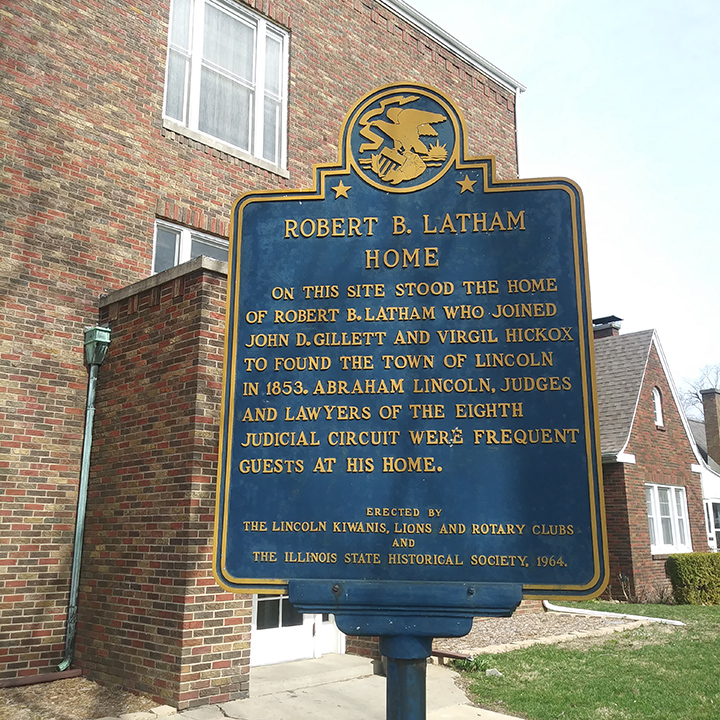 ROBERT B. LATHAM
HOME
ON THIS SITE STOOD THE HOME
OF ROBERT B. LATHAM WHO JOINED
JOHN D. GILLETT AND VIRGIL HICKOX
TO FOUND THE TOWN OF LINCOLN
IN 1853. ABRAHAM LINCOLN, JUDGES
AND LAWYERS OF THE EIGHTH
JUDICIAL CIRCUIT WERE FREQUENT
GUESTS AT HIS HOME.
ERECTED BY
THE LINCOLN KIWANIS, LIONS AND ROTARY CLUBS
AND
THE ILLINOIS STATE HISTORICAL SOCIETY, 1964.